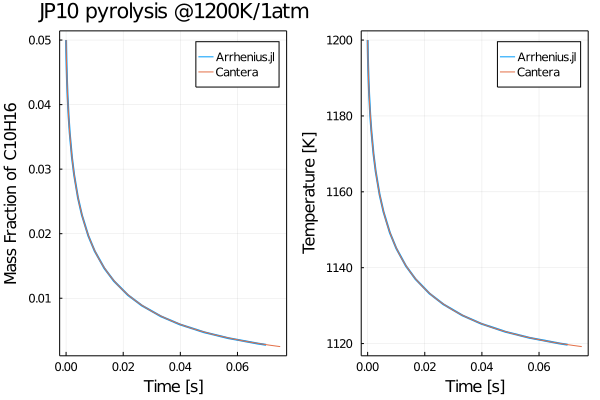 JP10 pyrolysis @1200K/1atm
Mass Fraction of C10H16
0.05
0.04
0.03
0.02
0.01
0.00
0.02
0.04
0.06
Time [s]
Arrhenius.jl
Cantera
Temperature [K]
1200
1180
1160
1140
1120
0.00
0.02
0.04
0.06
Time [s]
Arrhenius.jl
Cantera